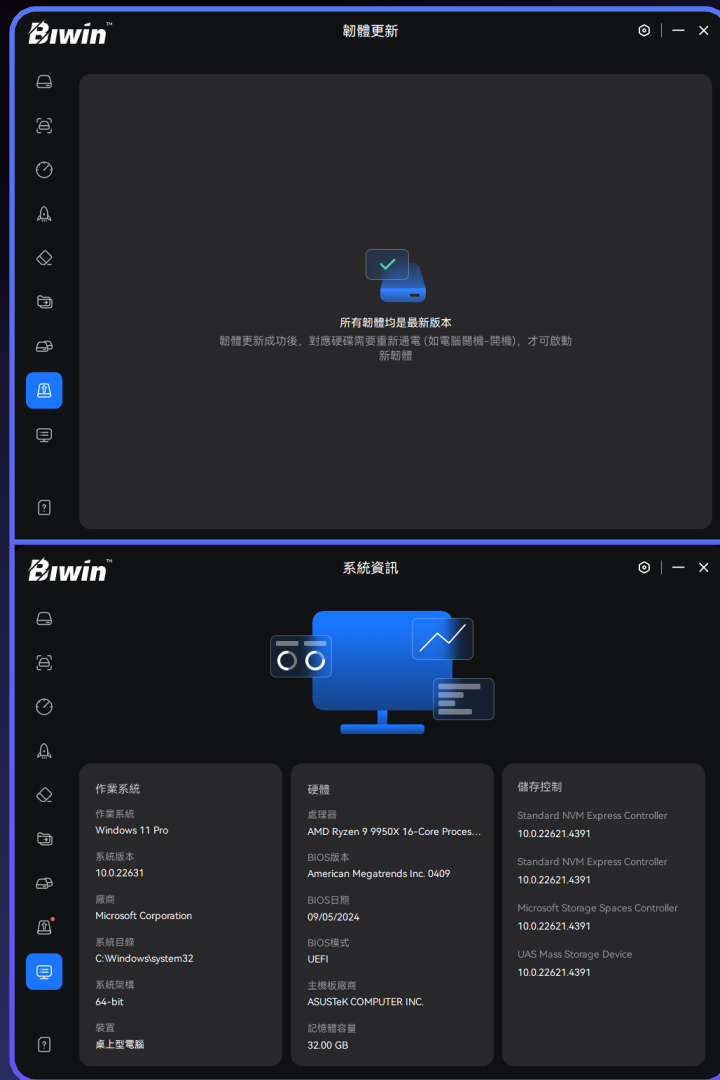 Biwin™
韌體更新
所有韌體均是最新版本
韌體更新成功後，對應硬碟需要重新通電 (如電腦關機-開機)，才可啟動
新韌體
Biwin™
系統資訊
作業系統
作業系統
Windows 11 Pro
系統版本
10.0.22631
廠商
Microsoft Corporation
系統目錄
C:\Windows\system32
系統架構
64-bit
裝置
桌上型電腦
硬體
處理器
AMD Ryzen 9 9950X 16-Core Proces...
BIOS版本
American Megatrends Inc. 0409
BIOS日期
09/05/2024
BIOS模式
UEFI
主機板廠商
ASUSTeK COMPUTER INC.
記憶體容量
32.00 GB
儲存控制
Standard NVM Express Controller
10.0.22621.4391
Standard NVM Express Controller
10.0.22621.4391
Microsoft Storage Spaces Controller
10.0.22621.4391
UAS Mass Storage Device
10.0.22621.4391